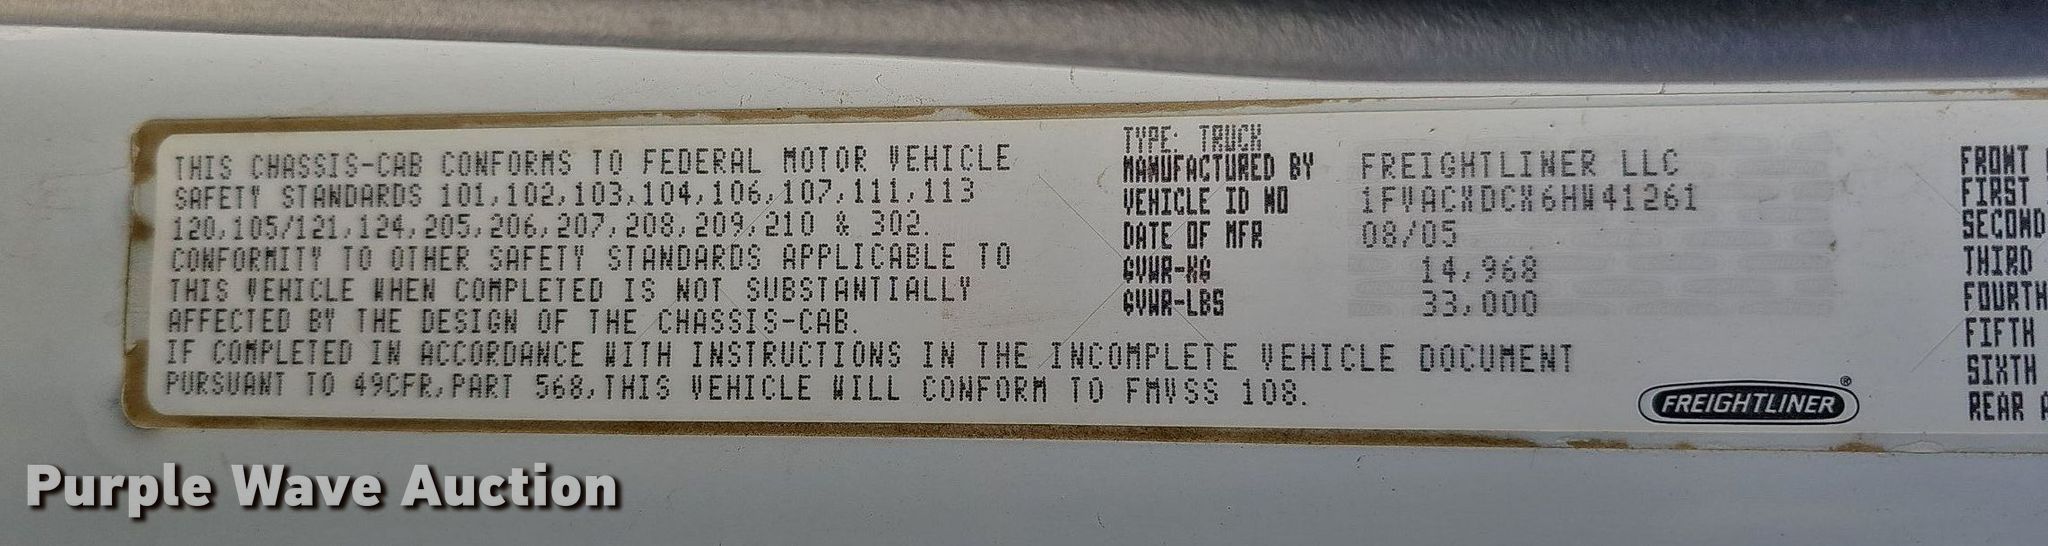 THIS CHASSIS-CAB CONFORMS TO FEDERAL MOTOR VEHICLE
SAFETY STANDARDS 101,102,103,104,106,107,111,113
120,105/121,124,205,206,207,208,209,210 & 302.
CONFORMITY TO OTHER SAFETY STANDARDS APPLICABLE TO
THIS VEHICLE WHEN COMPLETED IS NOT SUBSTANTIALLY
AFFECTED BY THE DESIGN OF THE CHASSIS-CAB.
IF COMPLETED IN ACCORDANCE WITH INSTRUCTIONS IN THE INCOMPLETE VEHICLE DOCUMENT
PURSUANT TO 49CFR,PART 568,THIS VEHICLE WILL CONFORM TO FMVSS 108.
TYPE: TRUCK
MANUFACTURED BY FREIGHTLINER LLC
VEHICLE ID NO 1FVACXDCX6HW41261
DATE OF MFR 08/05
GVWR-KG 14,968
GVWR-LBS 33,000
FREIGHTLINER®
FRONT
FIRST
SECOND
THIRD
FOURTH
FIFTH
SIXTH
REAR
Purple Wave Auction